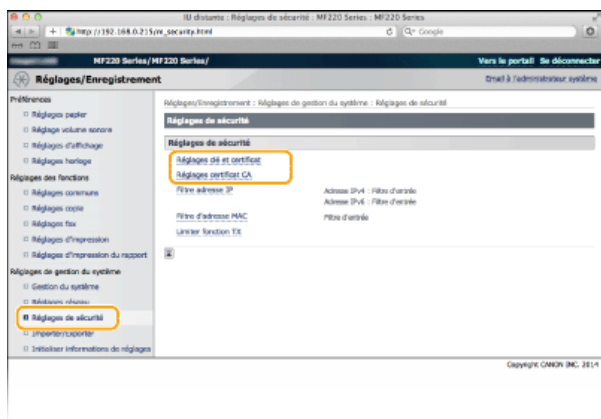 IU distante : Réglages de sécurité : MF220 Series : MF220 Series
http://192.168.0.215/m_security.html
Google
MF220 Series/MF220 Series/
Vers le portail Se déconnecter
Réglages/Enregistrement
Email à l'administrateur système
Préférences
Réglages papier
Réglage volume sonore
Réglages d'affichage
Réglages horloge
Réglages des fonctions
Réglages communs
Réglages copie
Réglages fax
Réglages d'impression
Réglages d'impression du rapport
Réglages de gestion du système
Gestion du système
Réglages réseau
Réglages de sécurité
Importer/Exporter
Initialiser informations de réglages
Réglages/Enregistrement : Réglages de gestion du système : Réglages de sécurité
Réglages de sécurité
Réglages de sécurité
Réglages clé et certificat
Réglages certificat CA
Filtre adresse IP
Adresse IPv4 : Filtre d'entrée
Adresse IPv6 : Filtre d'entrée
Filtre d'adresse MAC
Filtre d'entrée
Limiter fonction TX
Copyright CANON INC. 2014